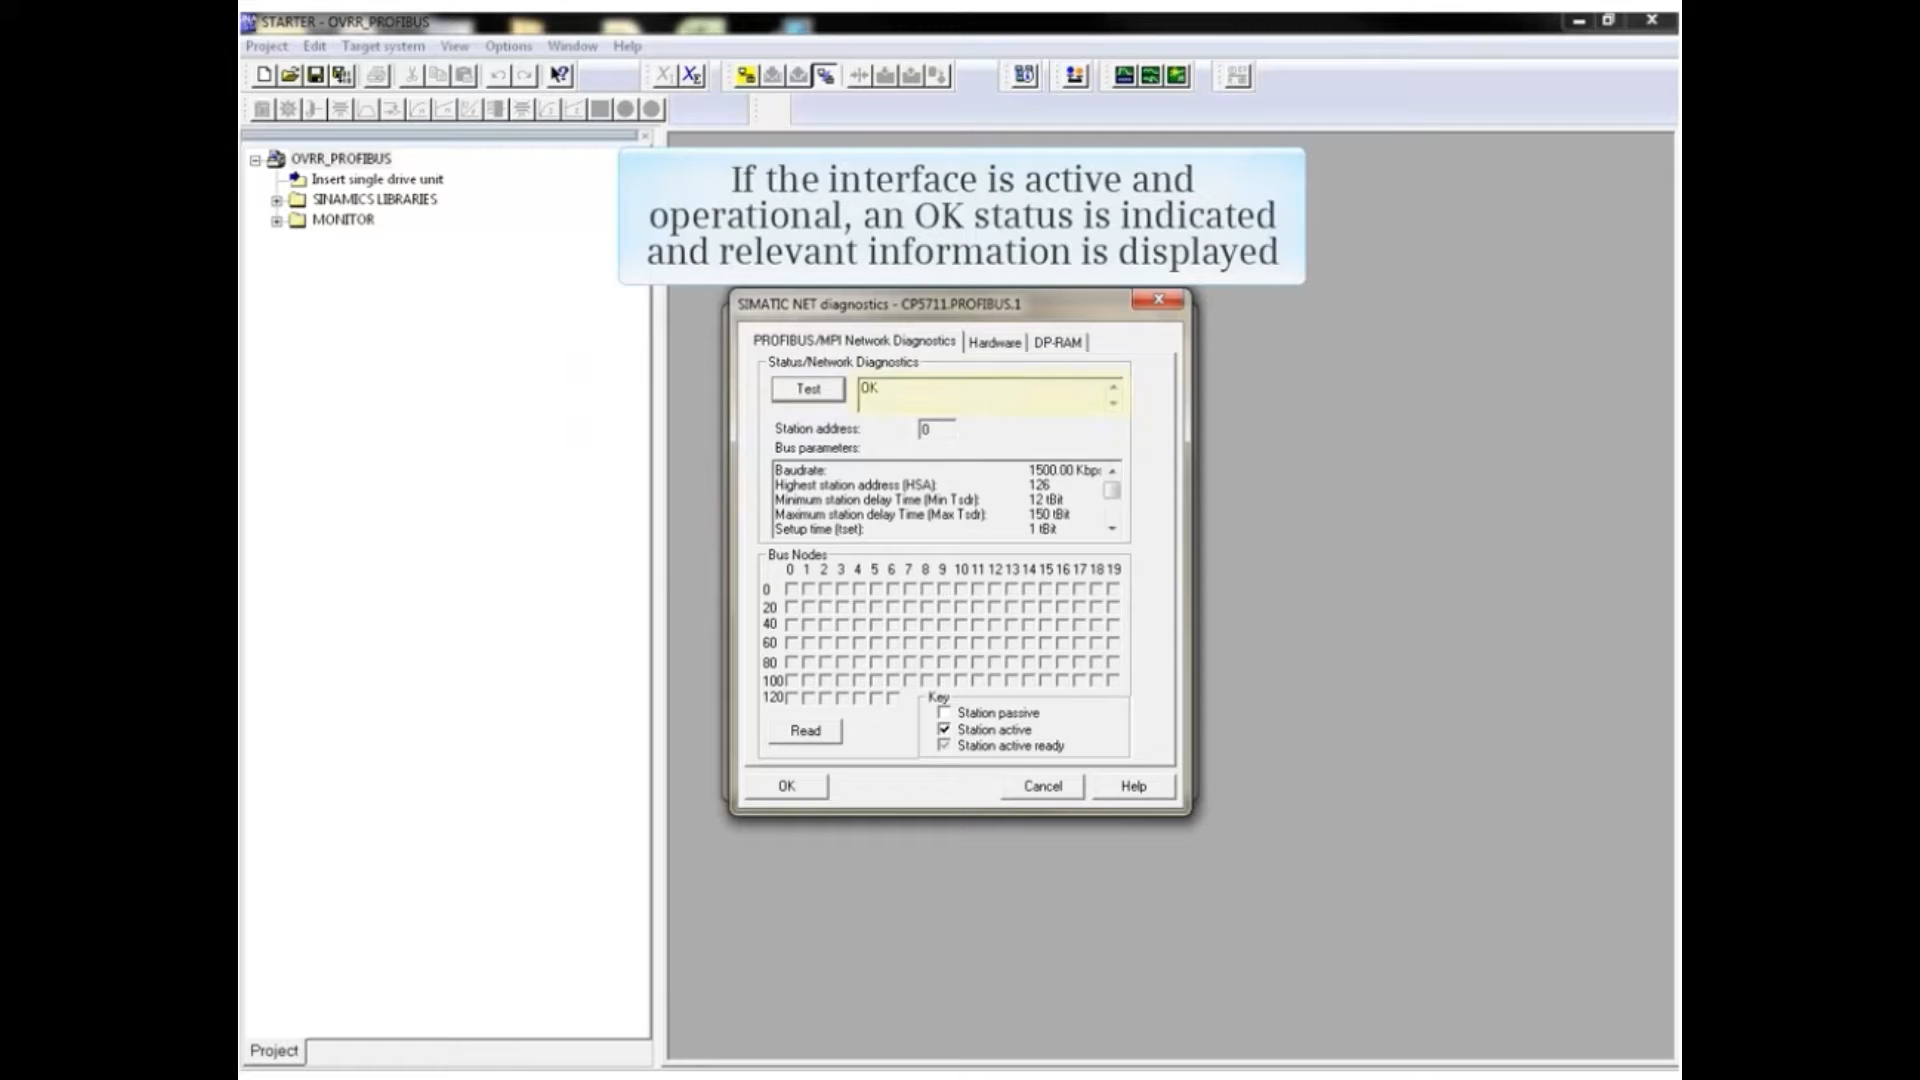 STARTER - OVRR_PROFIBUS
Project Edit Target system View Options Window Help
OVRR_PROFIBUS
Insert single drive unit
SINAMICS LIBRARIES
MONITOR
If the interface is active and
operational, an OK status is indicated
and relevant information is displayed
SIMATIC NET diagnostics - CP5711.PROFIBUS.1
PROFIBUS/MPI Network Diagnostics Hardware DP-RAM
Status/Network Diagnostics
Test OK
Station address: 0
Bus parameters:
Baudrate: 1500.00 Kbps
Highest station address (HSA): 126
Minimum station delay Time (Min Tsdr): 12 tBit
Maximum station delay Time (Max Tsdr): 150 tBit
Setup time (tset): 1 tBit
Bus Nodes
0 1 2 3 4 5 6 7 8 9 10 11 12 13 14 15 16 17 18 19
0
20
40
60
80
100
120
Key
Station passive
Read Station active
Station active ready
OK Cancel Help
Project